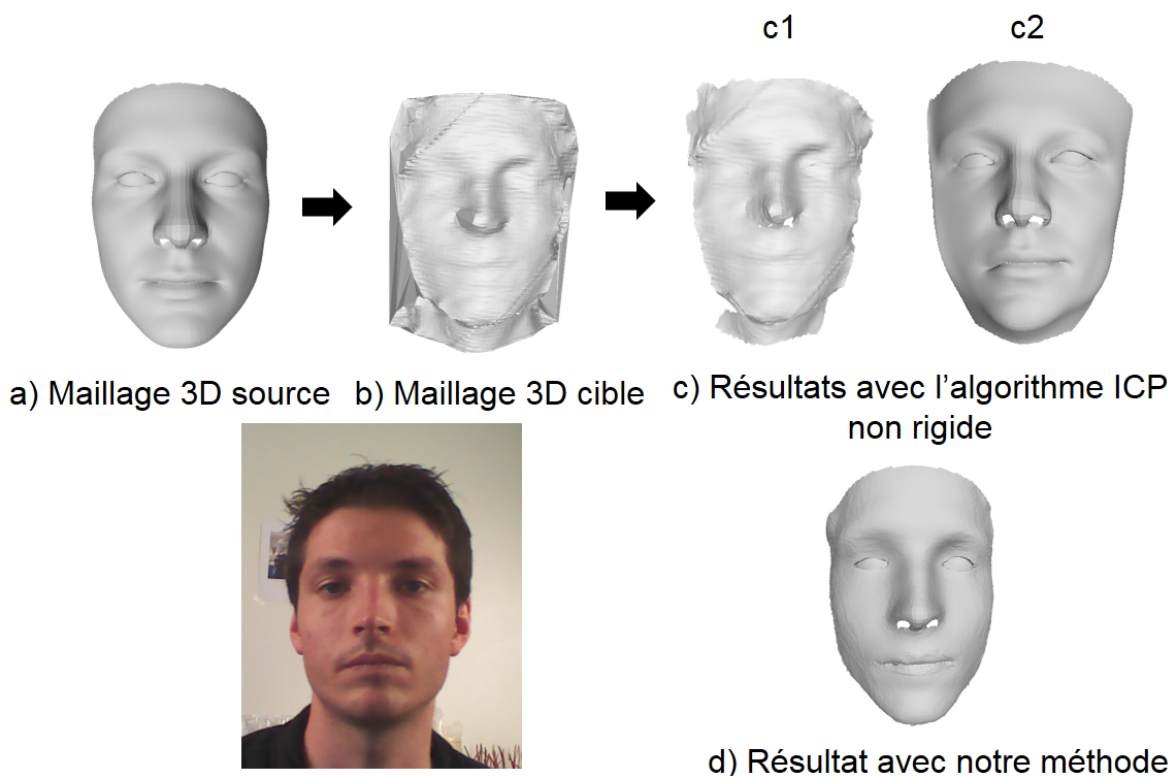 c1
c2
a) Maillage 3D source
b) Maillage 3D cible
c) Résultats avec l'algorithme ICP
non rigide
d) Résultat avec notre méthode